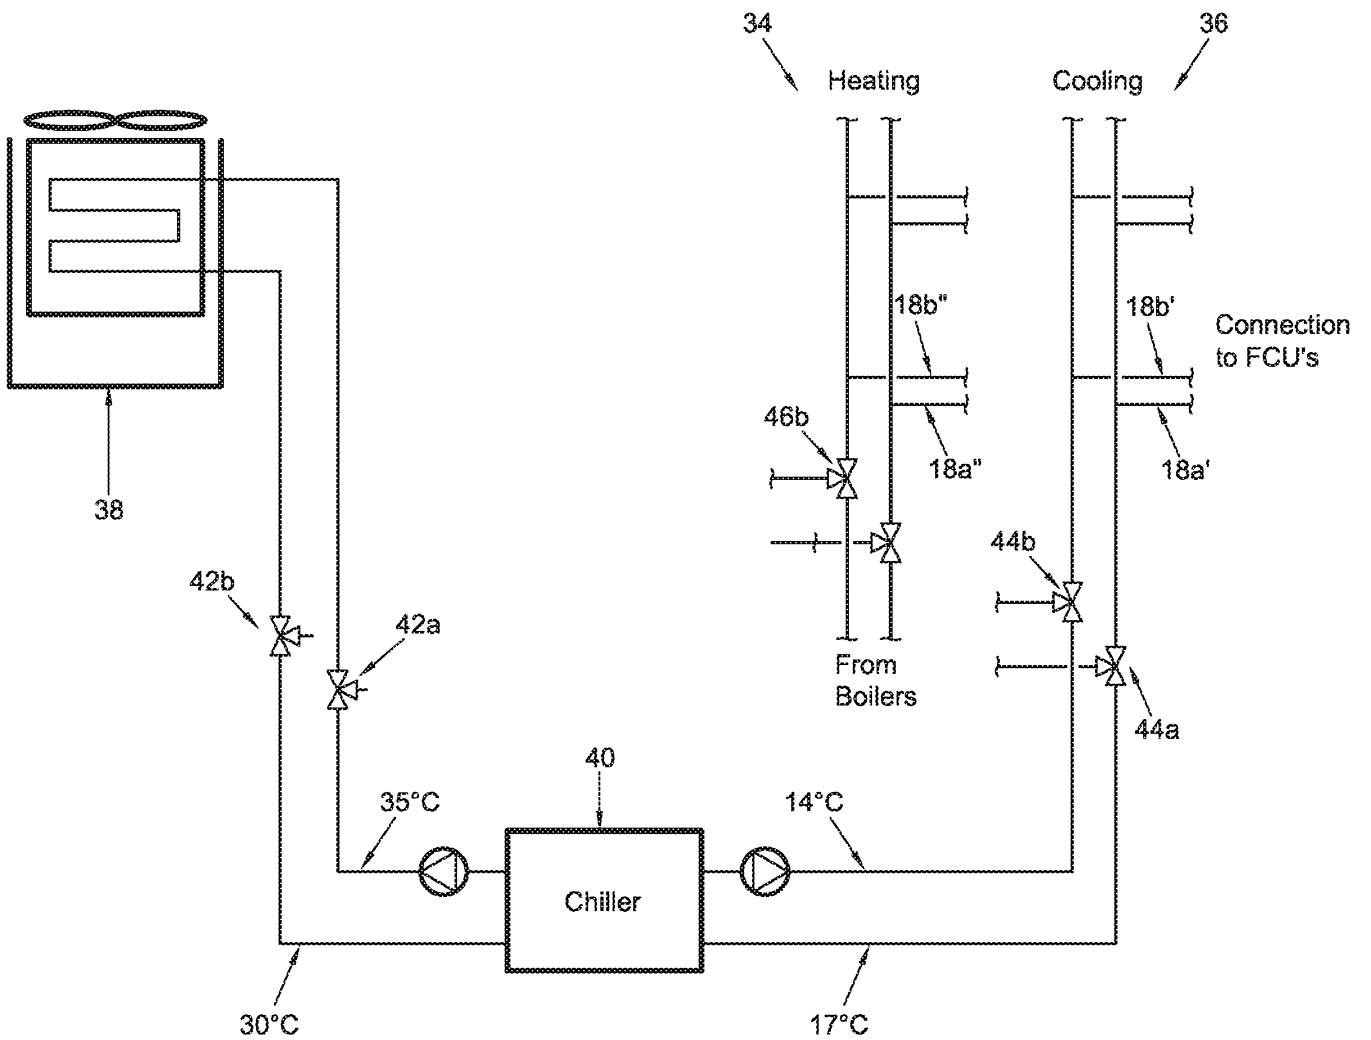 34
36
Heating
Cooling
18b"
18b'
Connection
to FCU's
46b
18a"
18a'
38
44b
42b
42a
From
Boilers
44a
40
35°C
14°C
Chiller
30°C
17°C